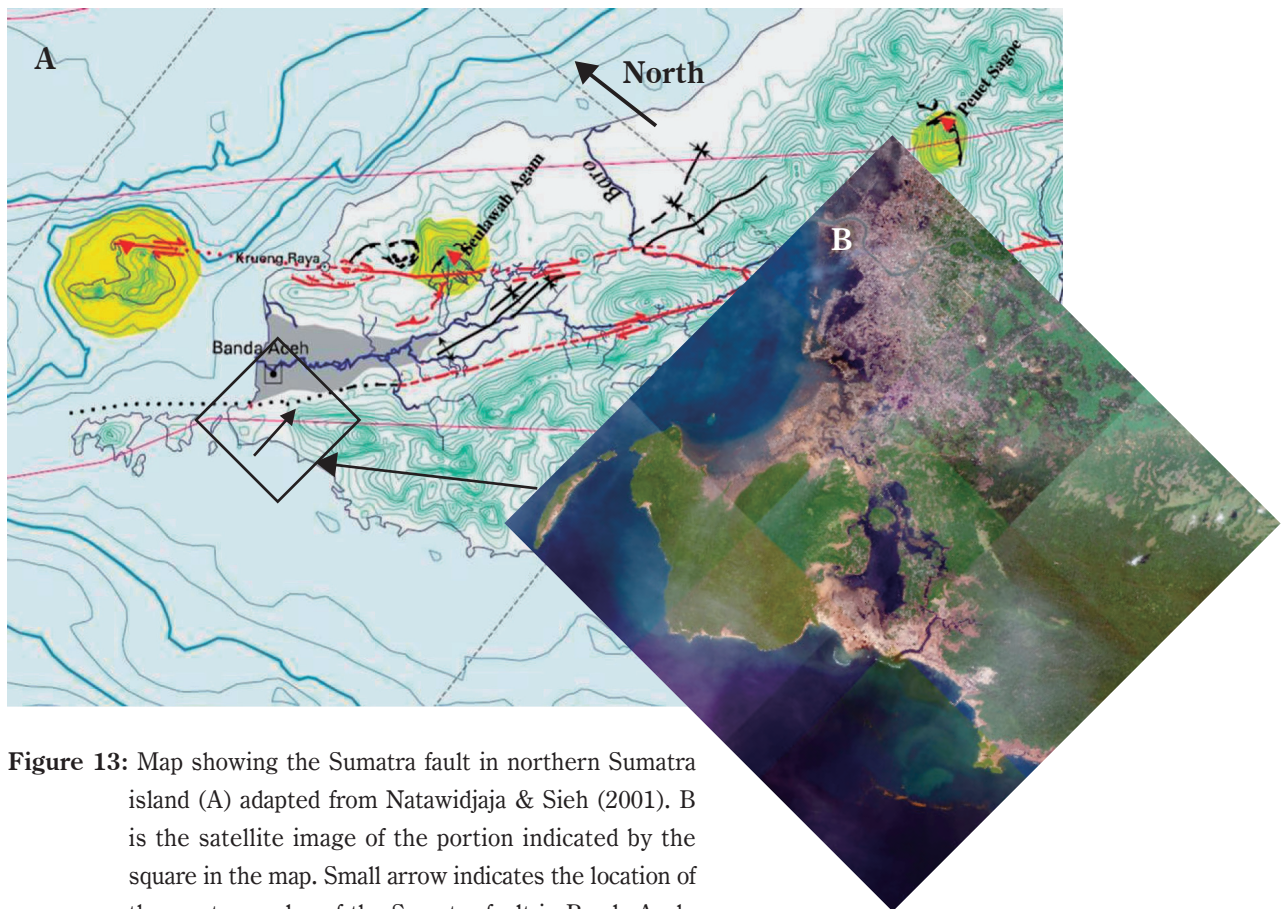 A
North
Peuet Sagoe
Baro
B
Seulawah Agam
Krueng Raya
Banda Aceh
Figure 13: Map showing the Sumatra fault in northern Sumatra
island (A) adapted from Natawidjaja & Sieh (2001). B
is the satellite image of the portion indicated by the
square in the map. Small arrow indicates the location of